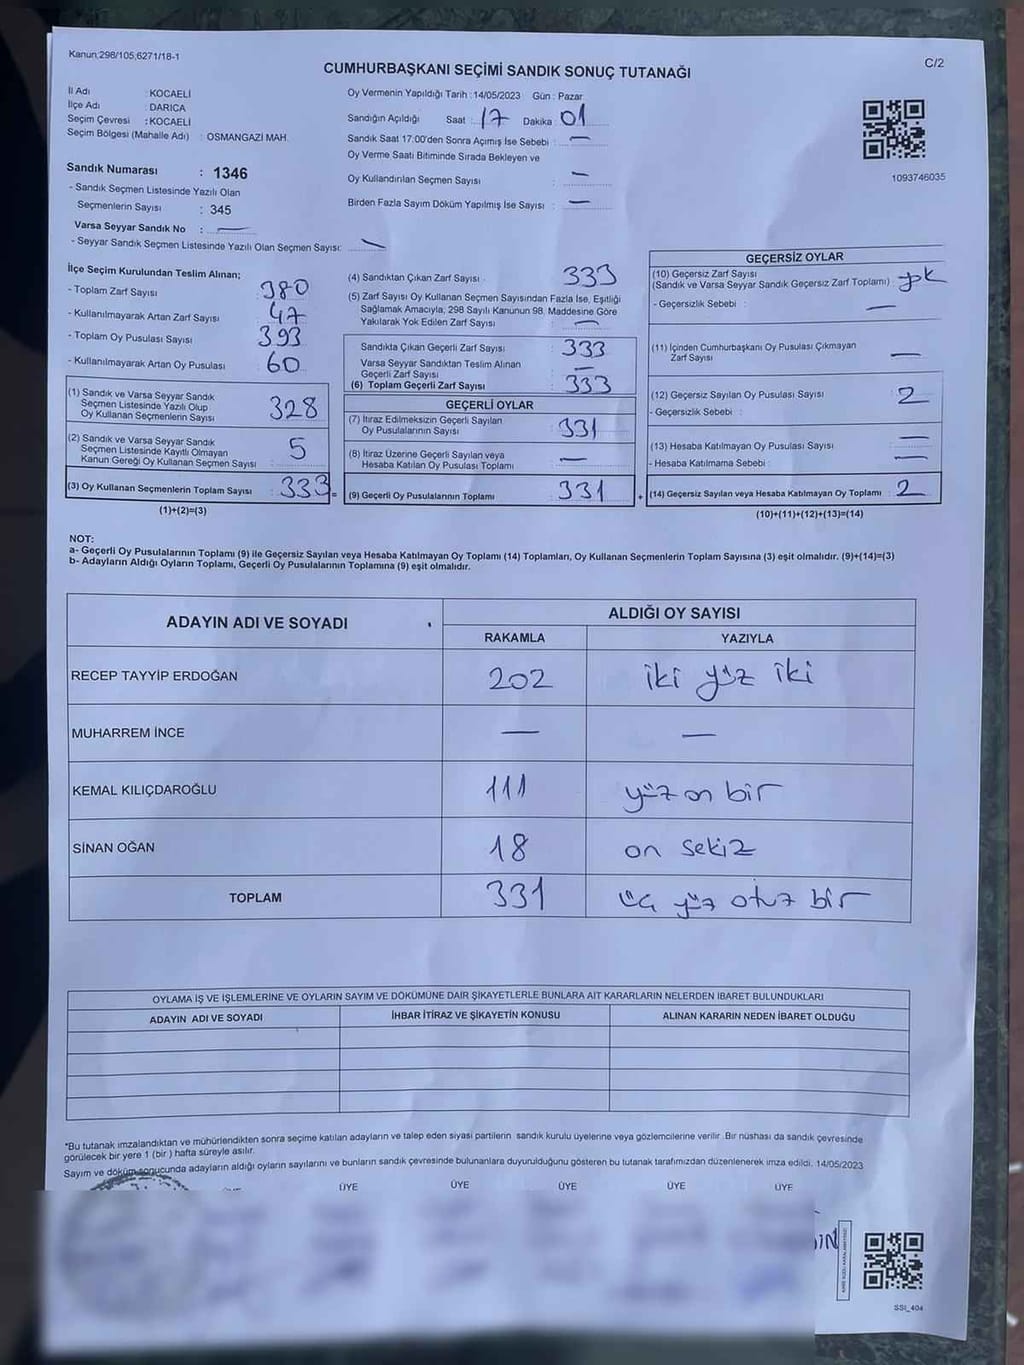 Kanun;298/105;6271/18-1
C/2
CUMHURBAŞKANI SEÇİMİ SANDIK SONUÇ TUTANAĞI
İl Adı : KOCAELİ
İlçe Adı : DARICA
Seçim Çevresi : KOCAELİ
Seçim Bölgesi (Mahalle Adı) : OSMANGAZİ MAH.
Sandık Numarası : 1346
- Sandık Seçmen Listesinde Yazılı Olan
Seçmenlerin Sayısı : 345
Varsa Seyyar Sandık No : —
- Seyyar Sandık Seçmen Listesinde Yazılı Olan Seçmen Sayısı: —
Oy Vermenin Yapıldığı Tarih : 14/05/2023 Gün : Pazar
Sandığın Açıldığı Saat : 17 Dakika : 01
Sandık Saat 17:00'den Sonra Açımış İse Sebebi : —
Oy Verme Saati Bitiminde Sırada Bekleyen ve
Oy Kullandırılan Seçmen Sayısı : —
Birden Fazla Sayım Döküm Yapılmış İse Sayısı : —
1093746035
İlçe Seçim Kurulundan Teslim Alınan;
- Toplam Zarf Sayısı : 380
- Kullanılmayarak Artan Zarf Sayısı : 47
- Toplam Oy Pusulası Sayısı : 393
- Kullanılmayarak Artan Oy Pusulası : 60
(1) Sandık ve Varsa Seyyar Sandık
Seçmen Listesinde Yazılı Olup
Oy Kullanan Seçmenlerin Sayısı : 328
(2) Sandık ve Varsa Seyyar Sandık
Seçmen Listesinde Kayıtlı Olmayan
Kanun Gereği Oy Kullanan Seçmen Sayısı : 5
(3) Oy Kullanan Seçmenlerin Toplam Sayısı : 333 =
(1)+(2)=(3)
(4) Sandıktan Çıkan Zarf Sayısı : 333
(5) Zarf Sayısı Oy Kullanan Seçmen Sayısından Fazla İse, Eşitliği
Sağlamak Amacıyla; 298 Sayılı Kanunun 98. Maddesine Göre
Yakılarak Yok Edilen Zarf Sayısı : —
Sandıkta Çıkan Geçerli Zarf Sayısı : 333
Varsa Seyyar Sandıktan Teslim Alınan
Geçerli Zarf Sayısı : —
(6) Toplam Geçerli Zarf Sayısı : 333
GEÇERLİ OYLAR
(7) İtiraz Edilmeksizin Geçerli Sayılan
Oy Pusulalarının Sayısı : 331
(8) İtiraz Üzerine Geçerli Sayılan veya
Hesaba Katılan Oy Pusulası Toplamı : —
(9) Geçerli Oy Pusulalarının Toplamı : 331 +
GEÇERSİZ OYLAR
(10) Geçersiz Zarf Sayısı
(Sandık ve Varsa Seyyar Sandık Geçersiz Zarf Toplamı) : yok
- Geçersizlik Sebebi : —
(11) İçinden Cumhurbaşkanı Oy Pusulası Çıkmayan
Zarf Sayısı : —
(12) Geçersiz Sayılan Oy Pusulası Sayısı : 2
- Geçersizlik Sebebi :
(13) Hesaba Katılmayan Oy Pusulası Sayısı : —
- Hesaba Katılmama Sebebi : —
(14) Geçersiz Sayılan veya Hesaba Katılmayan Oy Toplamı : 2
(10)+(11)+(12)+(13)=(14)
NOT:
a- Geçerli Oy Pusulalarının Toplamı (9) ile Geçersiz Sayılan veya Hesaba Katılmayan Oy Toplamı (14) Toplamları, Oy Kullanan Seçmenlerin Toplam Sayısına (3) eşit olmalıdır. (9)+(14)=(3)
b- Adayların Aldığı Oyların Toplamı, Geçerli Oy Pusulalarının Toplamına (9) eşit olmalıdır.
ADAYIN ADI VE SOYADI
ALDIĞI OY SAYISI
RAKAMLA YAZIYLA
RECEP TAYYİP ERDOĞAN 202 iki yüz iki
MUHARREM İNCE — —
KEMAL KILIÇDAROĞLU 111 yüz on bir
SİNAN OĞAN 18 on sekiz
TOPLAM 331 üç yüz otuz bir
OYLAMA İŞ VE İŞLEMLERİNE VE OYLARIN SAYIM VE DÖKÜMÜNE DAİR ŞİKAYETLERLE BUNLARA AİT KARARLARIN NELERDEN İBARET BULUNDUKLARI
ADAYIN ADI VE SOYADI İHBAR İTİRAZ VE ŞİKAYETİN KONUSU ALINAN KARARIN NEDEN İBARET OLDUĞU
*Bu tutanak imzalandıktan ve mühürlendikten sonra seçime katılan adayların ve talep eden siyasi partilerin sandık kurulu üyelerine veya gözlemcilerine verilir. Bir nüshası da sandık çevresinde
görülecek bir yere 1 (bir ) hafta süreyle asılır.
Sayım ve döküm sonucunda adayların aldığı oyların sayılarını ve bunların sandık çevresinde bulunanlara duyurulduğunu gösteren bu tutanak tarafımızdan düzenlenerek imza edildi. 14/05/2023
ÜYE ÜYE ÜYE ÜYE ÜYE ÜYE
SSI_404